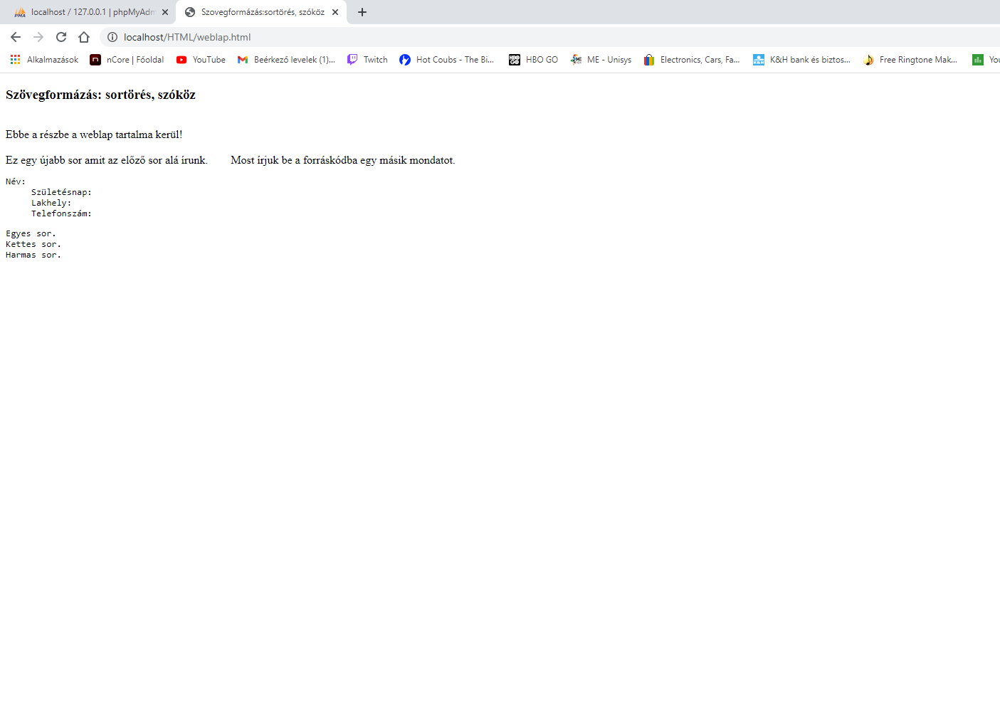 localhost / 127.0.0.1 | phpMyAdm
Szovegformázás:sortörés, szóköz
localhost/HTML/weblap.html
Alkalmazások nCore | Főoldal YouTube Beérkező levelek (1)... Twitch Hot Coubs - The Bi... HBO GO ME - Unisys Electronics, Cars, Fa... K&H bank és biztos... Free Ringtone Mak... You
Szövegformázás: sortörés, szóköz
Ebbe a részbe a weblap tartalma kerül!
Ez egy újabb sor amit az előző sor alá írunk. Most írjuk be a forráskódba egy másik mondatot.
Név:
Születésnap:
Lakhely:
Telefonszám:
Egyes sor.
Kettes sor.
Harmas sor.